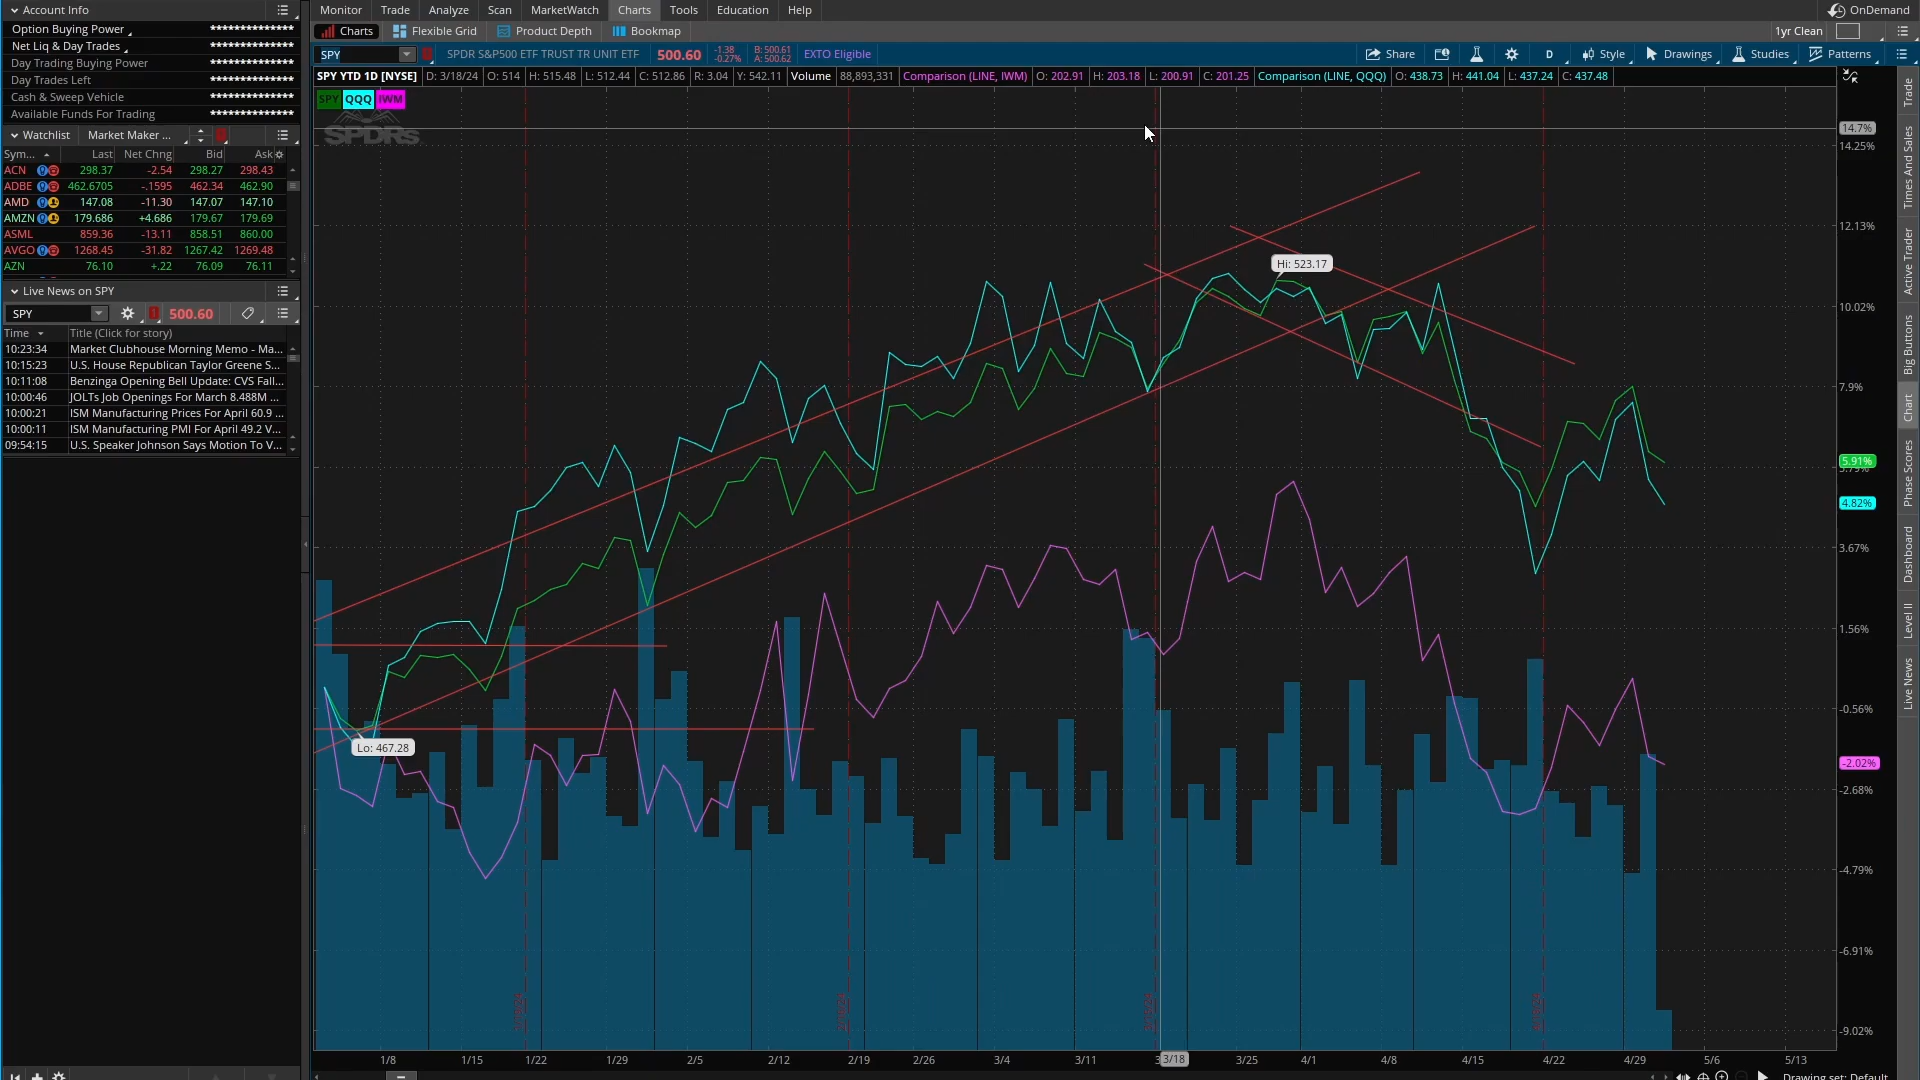 Account Info
Monitor Trade Analyze Scan MarketWatch Charts Tools Education Help
OnDemand
Option Buying Power **************
Net Liq & Day Trades **************
Day Trading Buying Power **************
Day Trades Left **************
Cash & Sweep Vehicle **************
Available Funds For Trading **************
Charts Flexible Grid Product Depth Bookmap
1yr Clean
SPY SPDR S&P500 ETF TRUST TR UNIT ETF 500.60 -1.38 -0.27% B: 500.61 A: 500.62 EXTO Eligible
Share D Style Drawings Studies Patterns
SPY YTD 1D [NYSE] D: 3/18/24 O: 514 H: 515.48 L: 512.44 C: 512.86 R: 3.04 Y: 542.11 Volume 88,893,331 Comparison (LINE, IWM) O: 202.91 H: 203.18 L: 200.91 C: 201.25 Comparison (LINE, QQQ) O: 438.73 H: 441.04 L: 437.24 C: 437.48
SPY QQQ IWM
SPDRs
Watchlist Market Maker ...
Sym... Last Net Chng Bid Ask
ACN 298.37 -2.54 298.27 298.43
ADBE 462.6705 -.1595 462.34 462.90
AMD 147.08 -11.30 147.07 147.10
AMZN 179.686 +4.686 179.67 179.69
ASML 859.36 -13.11 858.51 860.00
AVGO 1268.45 -31.82 1267.42 1269.48
AZN 76.10 +.22 76.09 76.11
Live News on SPY
SPY 500.60
Time Title (Click for story)
10:23:34 Market Clubhouse Morning Memo - Ma...
10:15:23 U.S. House Republican Taylor Greene S...
10:11:08 Benzinga Opening Bell Update: CVS Fall...
10:00:46 JOLTs Job Openings For March 8.488M ...
10:00:21 ISM Manufacturing Prices For April 60.9 ...
10:00:11 ISM Manufacturing PMI For April 49.2 V...
09:54:15 U.S. Speaker Johnson Says Motion To V...
Hi: 523.17
Lo: 467.28
14.7%
14.25%
12.13%
10.02%
7.9%
5.91%
4.82%
3.67%
1.56%
-0.56%
-2.02%
-2.68%
-4.79%
-6.91%
-9.02%
1/8 1/15 1/22 1/29 2/5 2/12 2/19 2/26 3/4 3/11 3/18 3/25 4/1 4/8 4/15 4/22 4/29 5/6 5/13
Drawing set: Default
Trade
Times And Sales
Active Trader
Big Buttons
Chart
Phase Scores
Dashboard
Level II
Live News